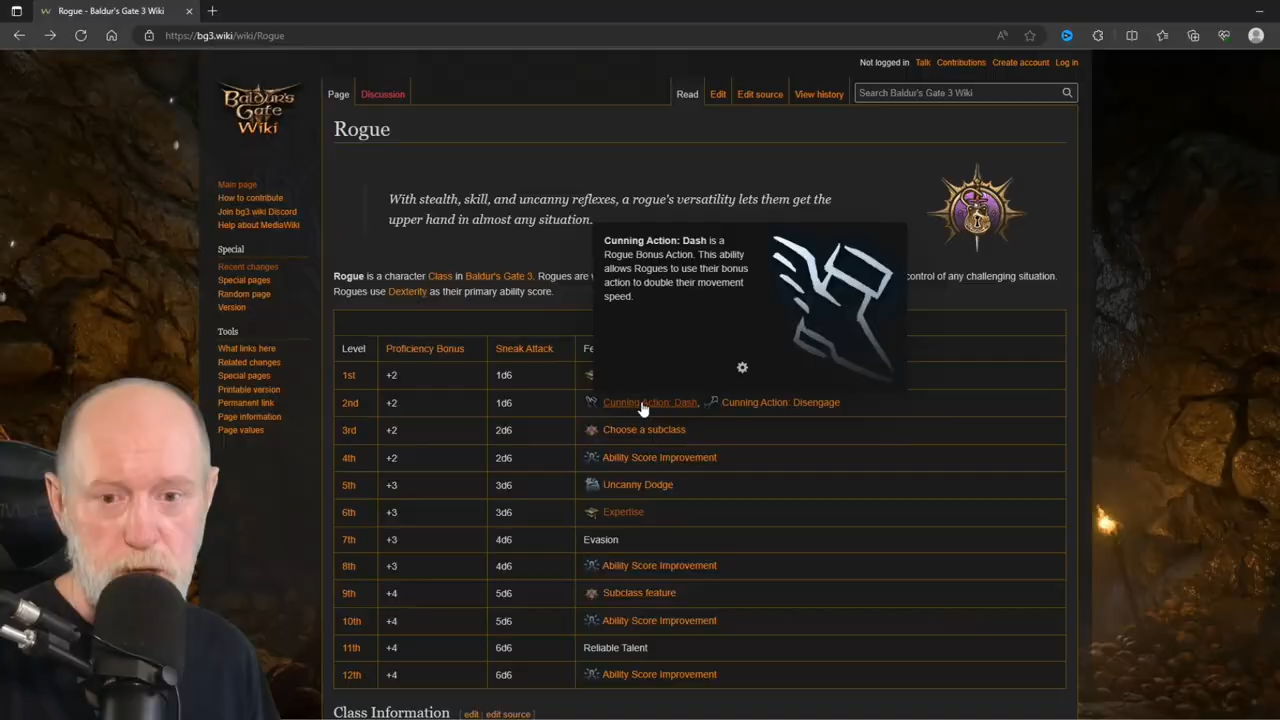 Rogue - Baldur's Gate 3 Wiki
https://bg3.wiki/wiki/Rogue
Not logged in Talk Contributions Create account Log in
Baldur's Gate Wiki
Page Discussion Read Edit Edit source View history Search Baldur's Gate 3 Wiki
Rogue
Main page
How to contribute
Join bg3 wiki Discord
Help about MediaWiki
Special
Recent changes
Special pages
Random page
Version
Tools
What links here
Related changes
Special pages
Printable version
Permanent link
Page information
Page values
With stealth, skill, and uncanny reflexes, a rogue's versatility lets them get the
upper hand in almost any situation.
Cunning Action: Dash is a
Rogue Bonus Action. This ability
allows Rogues to use their bonus
action to double their movement
speed.
Rogue is a character Class in Baldur's Gate 3. Rogues are control of any challenging situation.
Rogues use Dexterity as their primary ability score.
Level Proficiency Bonus Sneak Attack
1st +2 1d6
2nd +2 1d6 Cunning Action: Dash, Cunning Action: Disengage
3rd +2 2d6 Choose a subclass
4th +2 2d6 Ability Score Improvement
5th +3 3d6 Uncanny Dodge
6th +3 3d6 Expertise
7th +3 4d6 Evasion
8th +3 4d6 Ability Score Improvement
9th +4 5d6 Subclass feature
10th +4 5d6 Ability Score Improvement
11th +4 6d6 Reliable Talent
12th +4 6d6 Ability Score Improvement
Class Information [ edit | edit source ]